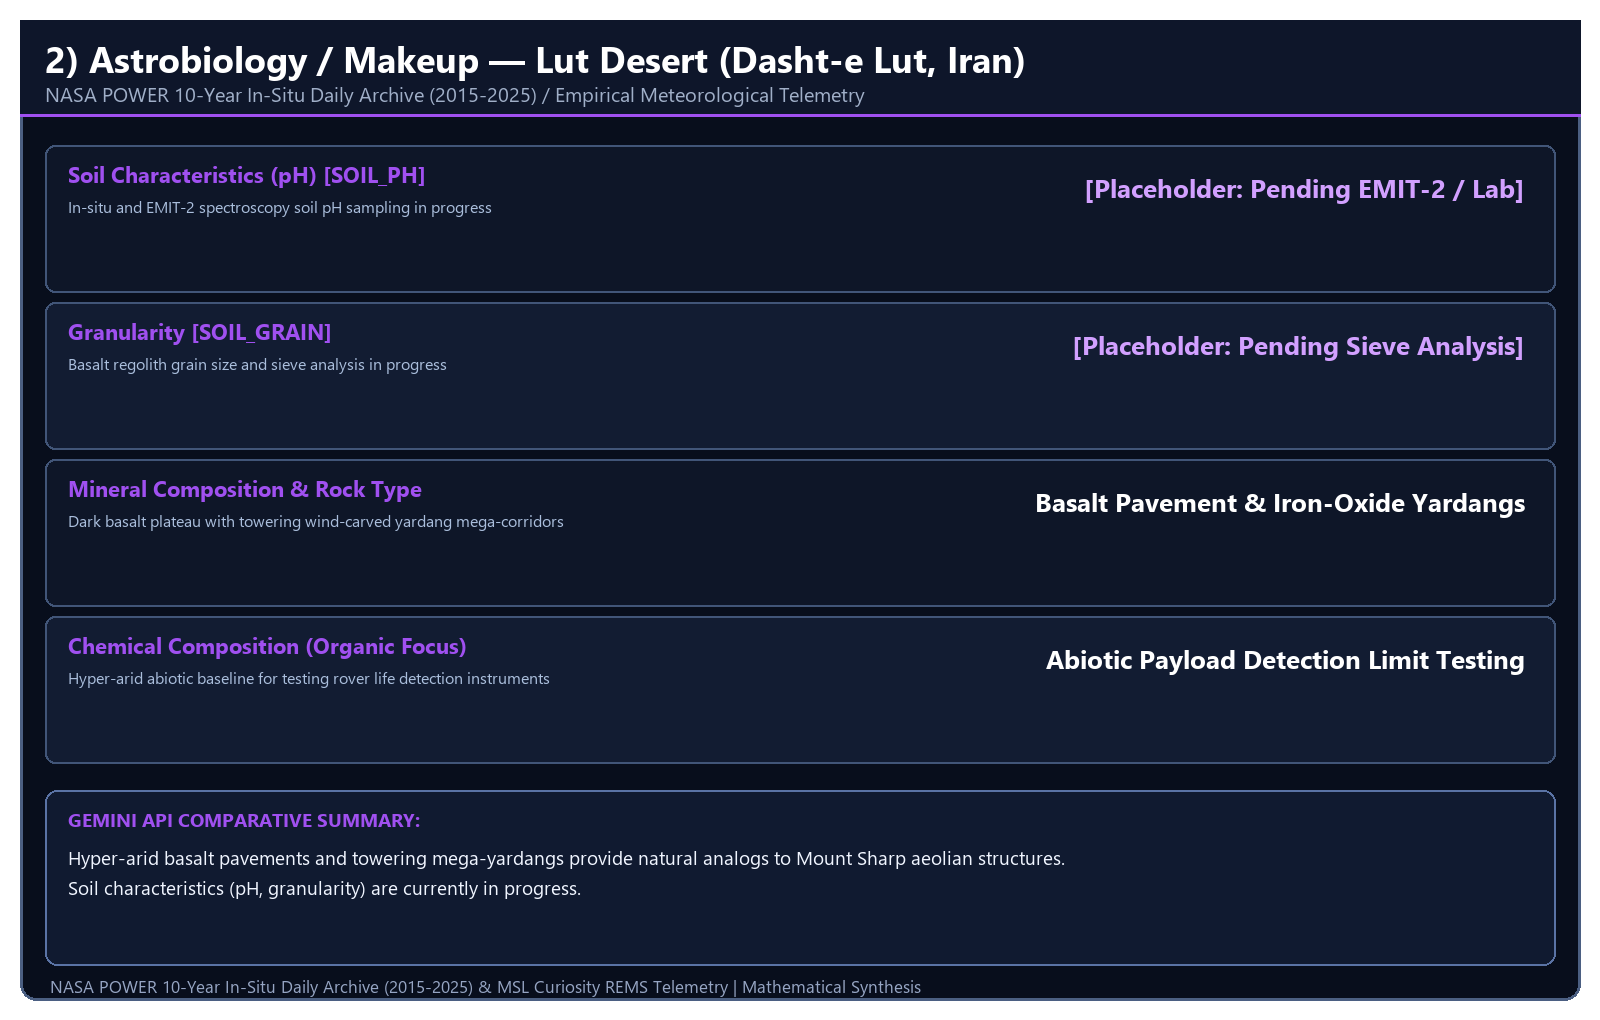 2) Astrobiology / Makeup — Lut Desert (Dasht-e Lut, Iran)
NASA POWER 10-Year In-Situ Daily Archive (2015-2025) / Empirical Meteorological Telemetry
Soil Characteristics (pH) [SOIL_PH]
[Placeholder: Pending EMIT-2 / Lab]
In-situ and EMIT-2 spectroscopy soil pH sampling in progress
Granularity [SOIL_GRAIN]
[Placeholder: Pending Sieve Analysis]
Basalt regolith grain size and sieve analysis in progress
Mineral Composition & Rock Type
Basalt Pavement & Iron-Oxide Yardangs
Dark basalt plateau with towering wind-carved yardang mega-corridors
Chemical Composition (Organic Focus)
Abiotic Payload Detection Limit Testing
Hyper-arid abiotic baseline for testing rover life detection instruments
GEMINI API COMPARATIVE SUMMARY:
Hyper-arid basalt pavements and towering mega-yardangs provide natural analogs to Mount Sharp aeolian structures.
Soil characteristics (pH, granularity) are currently in progress.
NASA POWER 10-Year In-Situ Daily Archive (2015-2025) & MSL Curiosity REMS Telemetry | Mathematical Synthesis